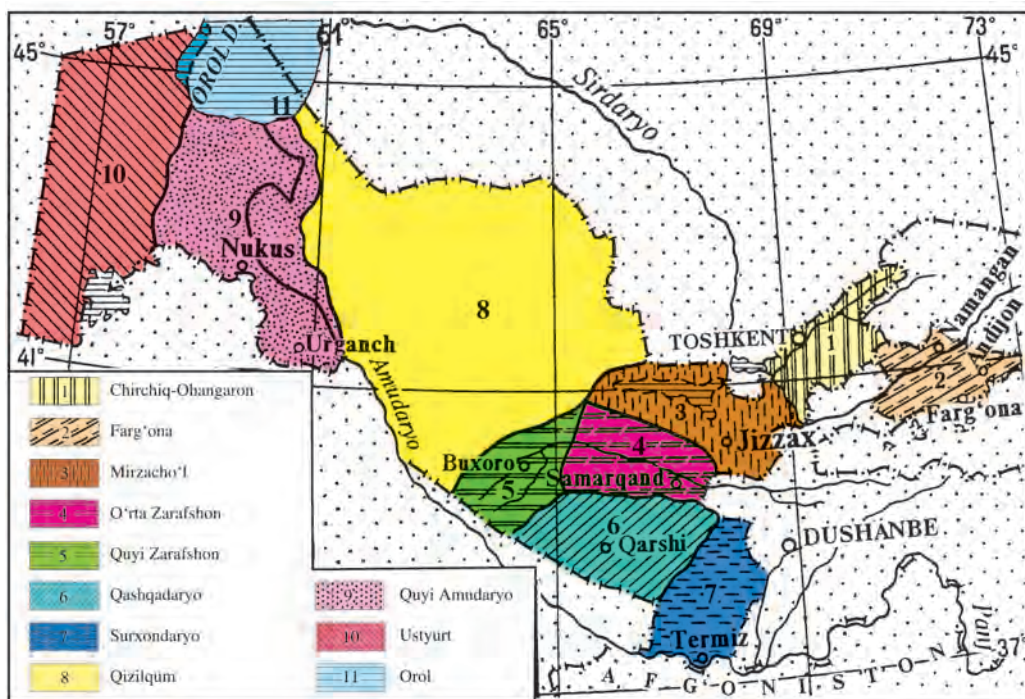 57°
61
65
69°
73
45°
45°
OROL D.
11
Sirdaryo
10
9
Nukus
8
Namangan
TOSHKENT
1
Andijon
Urganch
41°
2
Amudaryo
Farg‘ona
3
Jizzax
4
Buxoro
Samarqand
5
6
DUSHANBE
Qarshi
7
Termiz
37°
AFGONISTON
1 Chirchiq-Ohangaron
2 Farg‘ona
3 Mirzacho‘l
4 O‘rta Zarafshon
5 Quyi Zarafshon
6 Qashqadaryo
7 Surxondaryo
8 Qizilqum
9 Quyi Amudaryo
10 Ustyurt
11 Orol